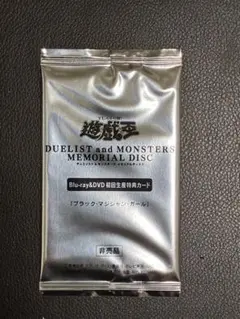 遊戯王
DUELIST and MONSTERS
MEMORIAL DISC
Blu-ray&DVD 初回生産特典カード
「ブラック・マジシャン・ガール」
非売品